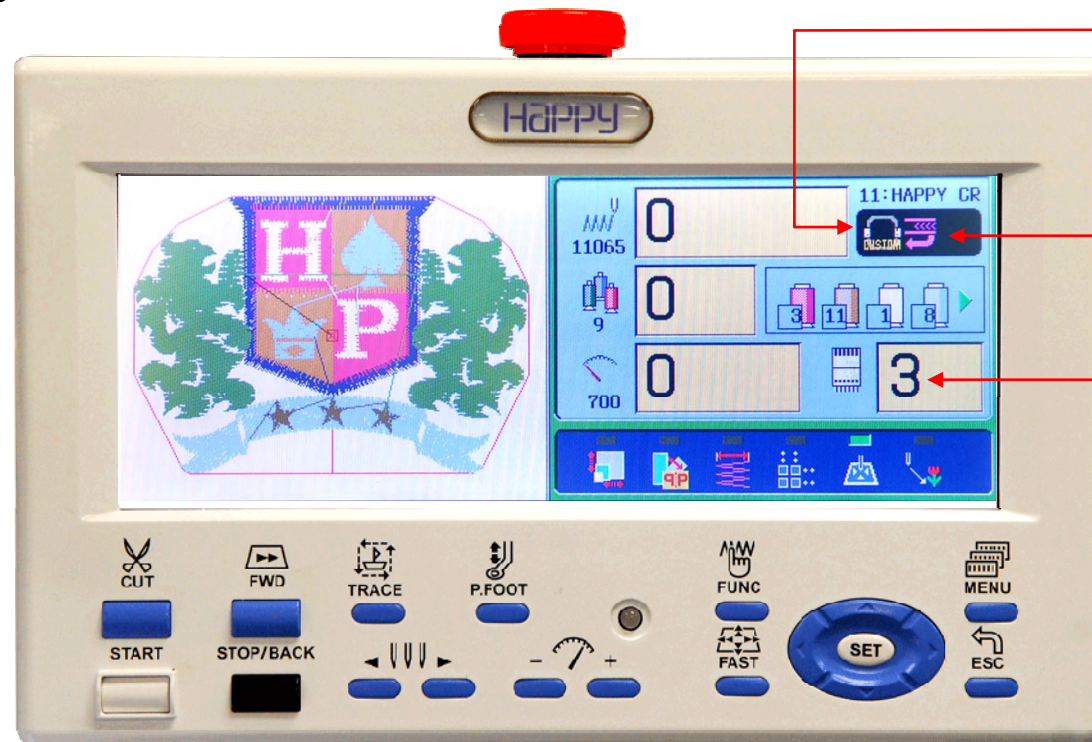 Happy
11:HAPPY CR
0
11065
CUSTOM
0
9
3 11 1 8
0
700
3
H
P
P
q
CUT
FWD
TRACE
P.FOOT
FUNC
MENU
START
STOP/BACK
- +
FAST
SET
ESC